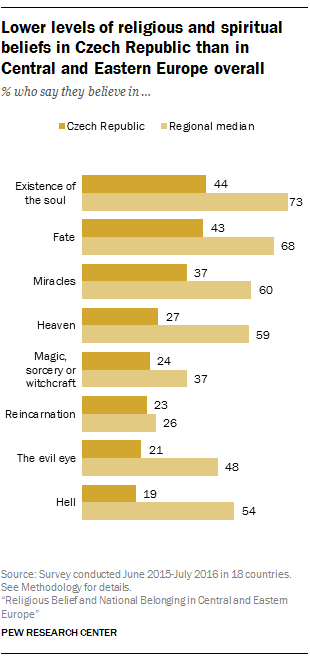 Lower levels of religious and spiritual
beliefs in Czech Republic than in
Central and Eastern Europe overall
% who say they believe in ...
Czech Republic Regional median
Existence of
the soul
44
73
Fate
43
68
Miracles
37
60
Heaven
27
59
Magic,
sorcery or
witchcraft
24
37
Reincarnation
23
26
The evil eye
21
48
Hell
19
54
Source: Survey conducted June 2015-July 2016 in 18 countries.
See Methodology for details.
“Religious Belief and National Belonging in Central and Eastern
Europe”
PEW RESEARCH CENTER